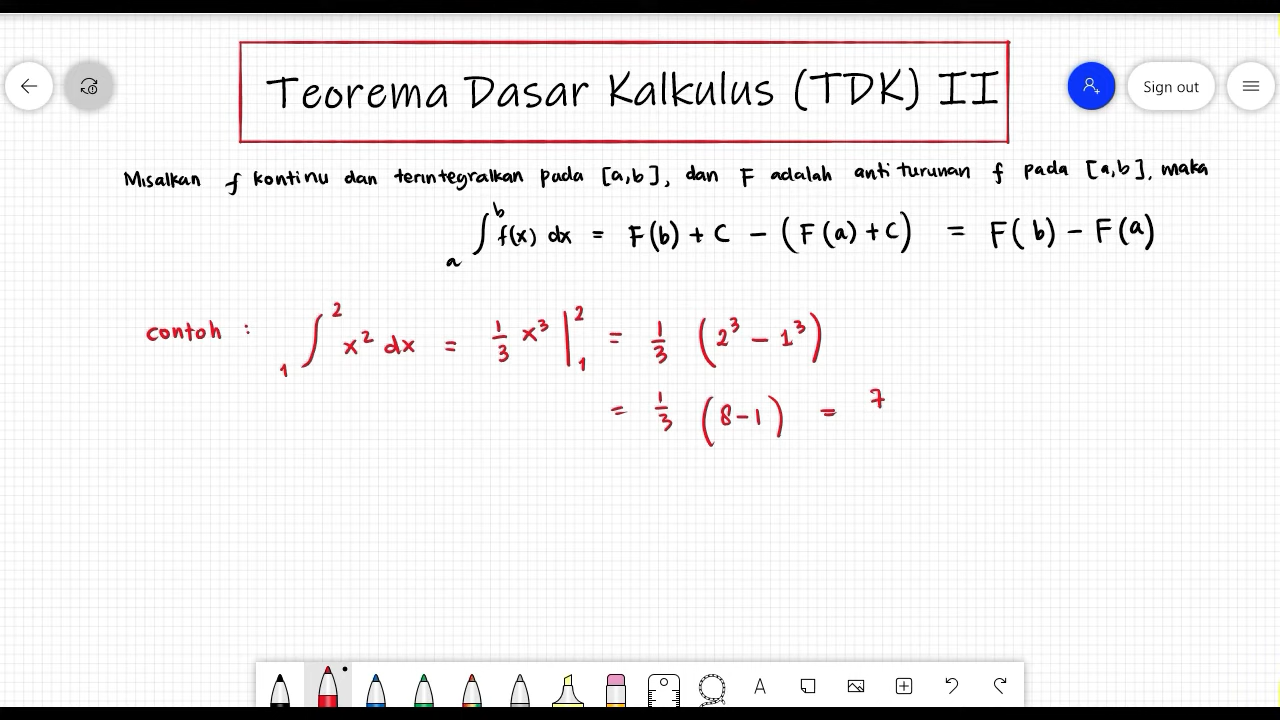 Teorema Dasar Kalkulus (TDK) II
Sign out
Misalkan f kontinu dan terintegralkan pada [a,b], dan F adalah anti turunan f pada [a,b], maka
∫_a^b f(x) dx = F(b) + C - (F(a) + C) = F(b) - F(a)
contoh : ∫_1^2 x² dx = 1/3 x³ |_1^2 = 1/3 (2³ - 1³)
= 1/3 (8-1) = 7
A